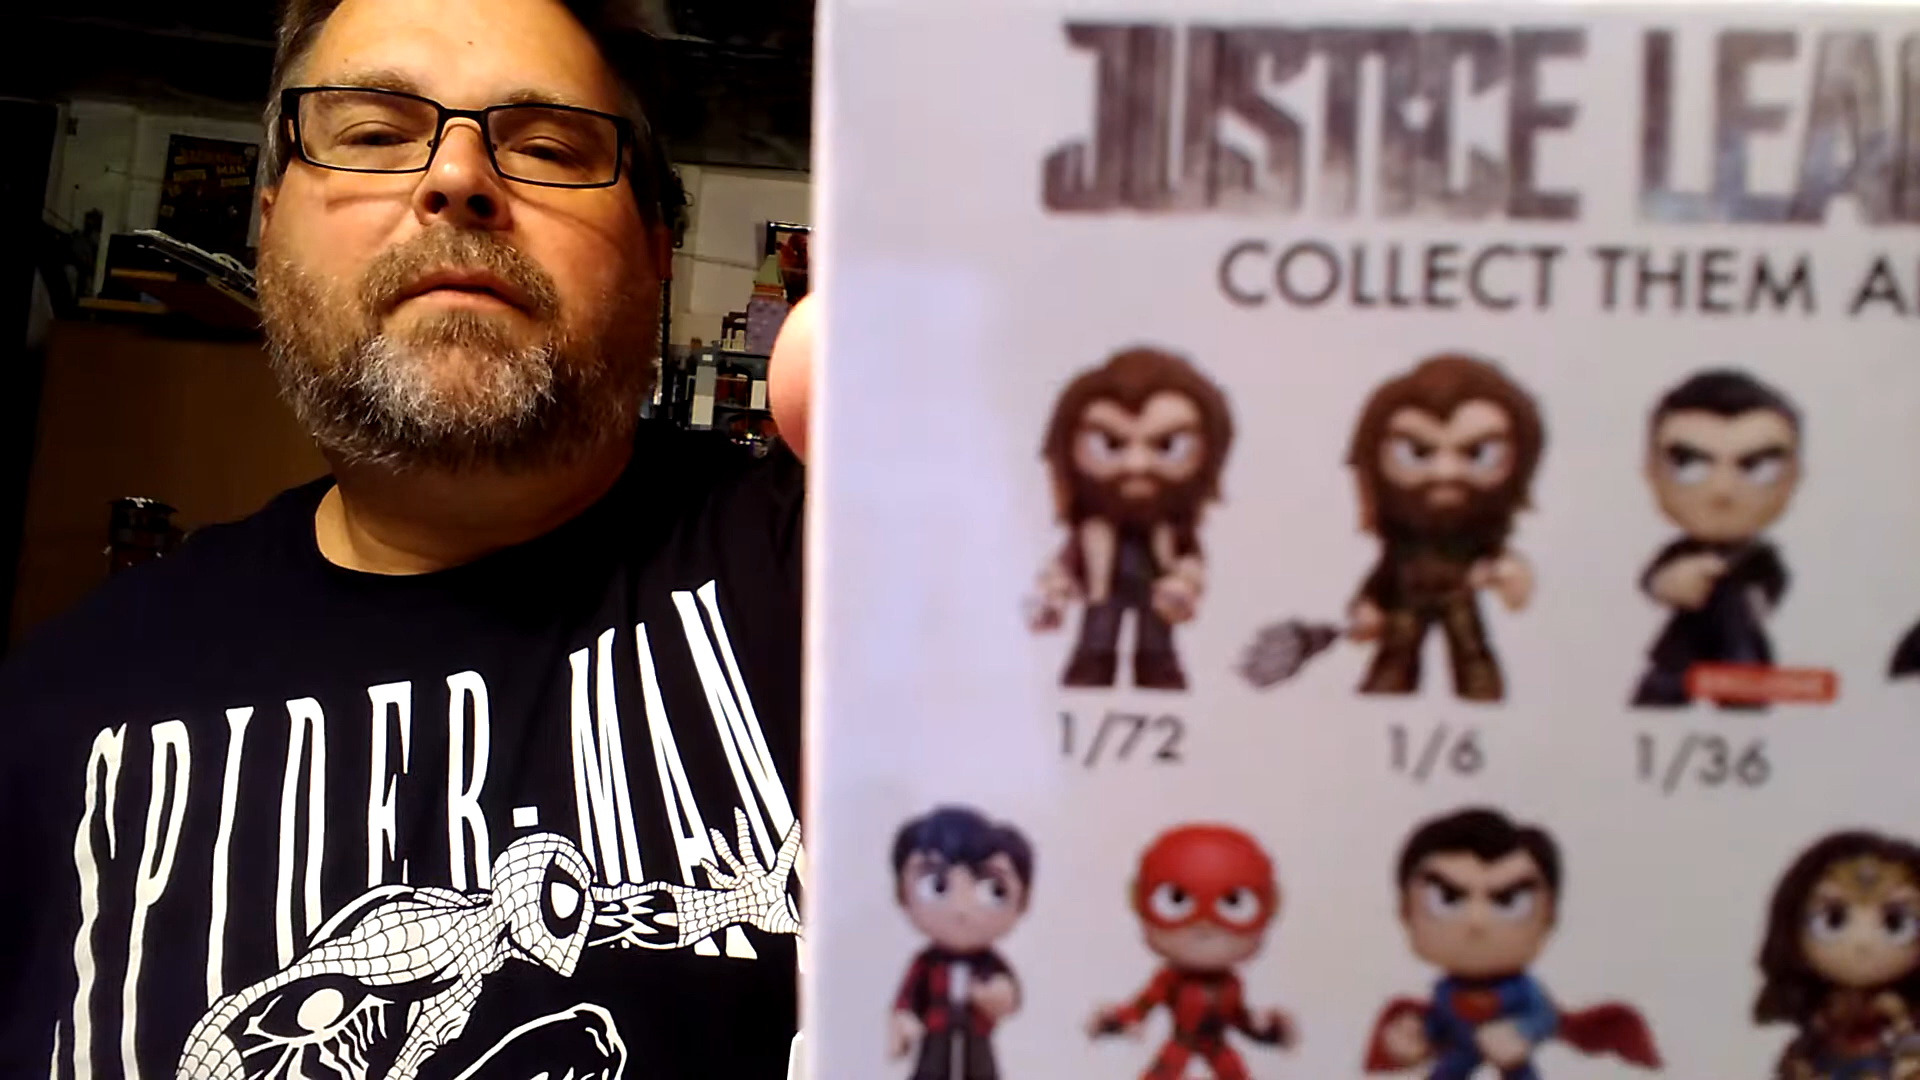 SPIDER-MAN
JUSTICE LEA
COLLECT THEM A
1/72
1/6
1/36